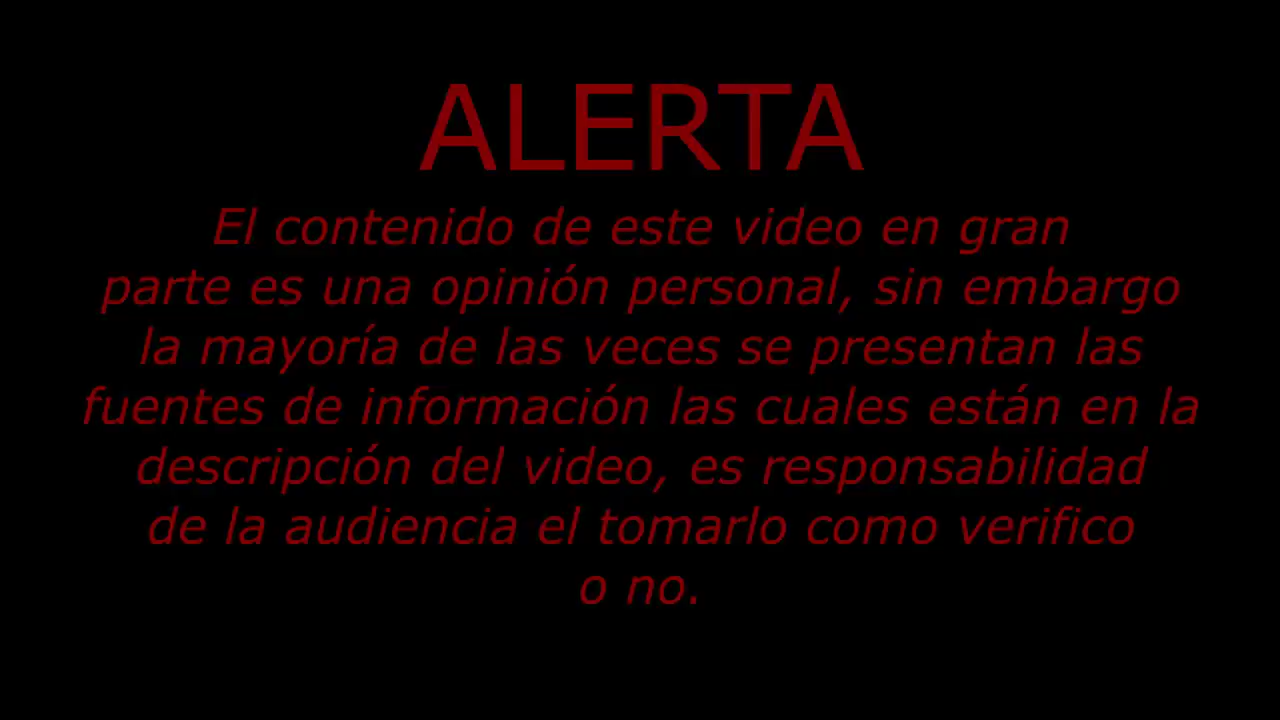 ALERTA
El contenido de este video en gran
parte es una opinión personal, sin embargo
la mayoría de las veces se presentan las
fuentes de información las cuales están en la
descripción del video, es responsabilidad
de la audiencia el tomarlo como verifico
o no.